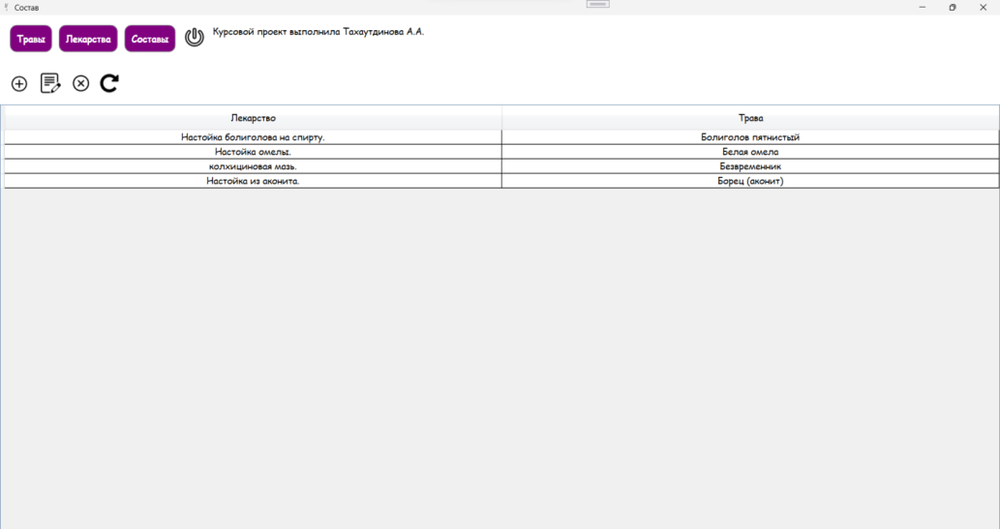 Состав
Травы Лекарства Составы Курсовой проект выполнила Тахаутдинова А.А.
Лекарство Трава
Настойка болиголова на спирту. Болиголов пятнистый
Настойка омелы. Белая омела
колхициновая мазь. Безвременник
Настойка из аконита. Борец (аконит)